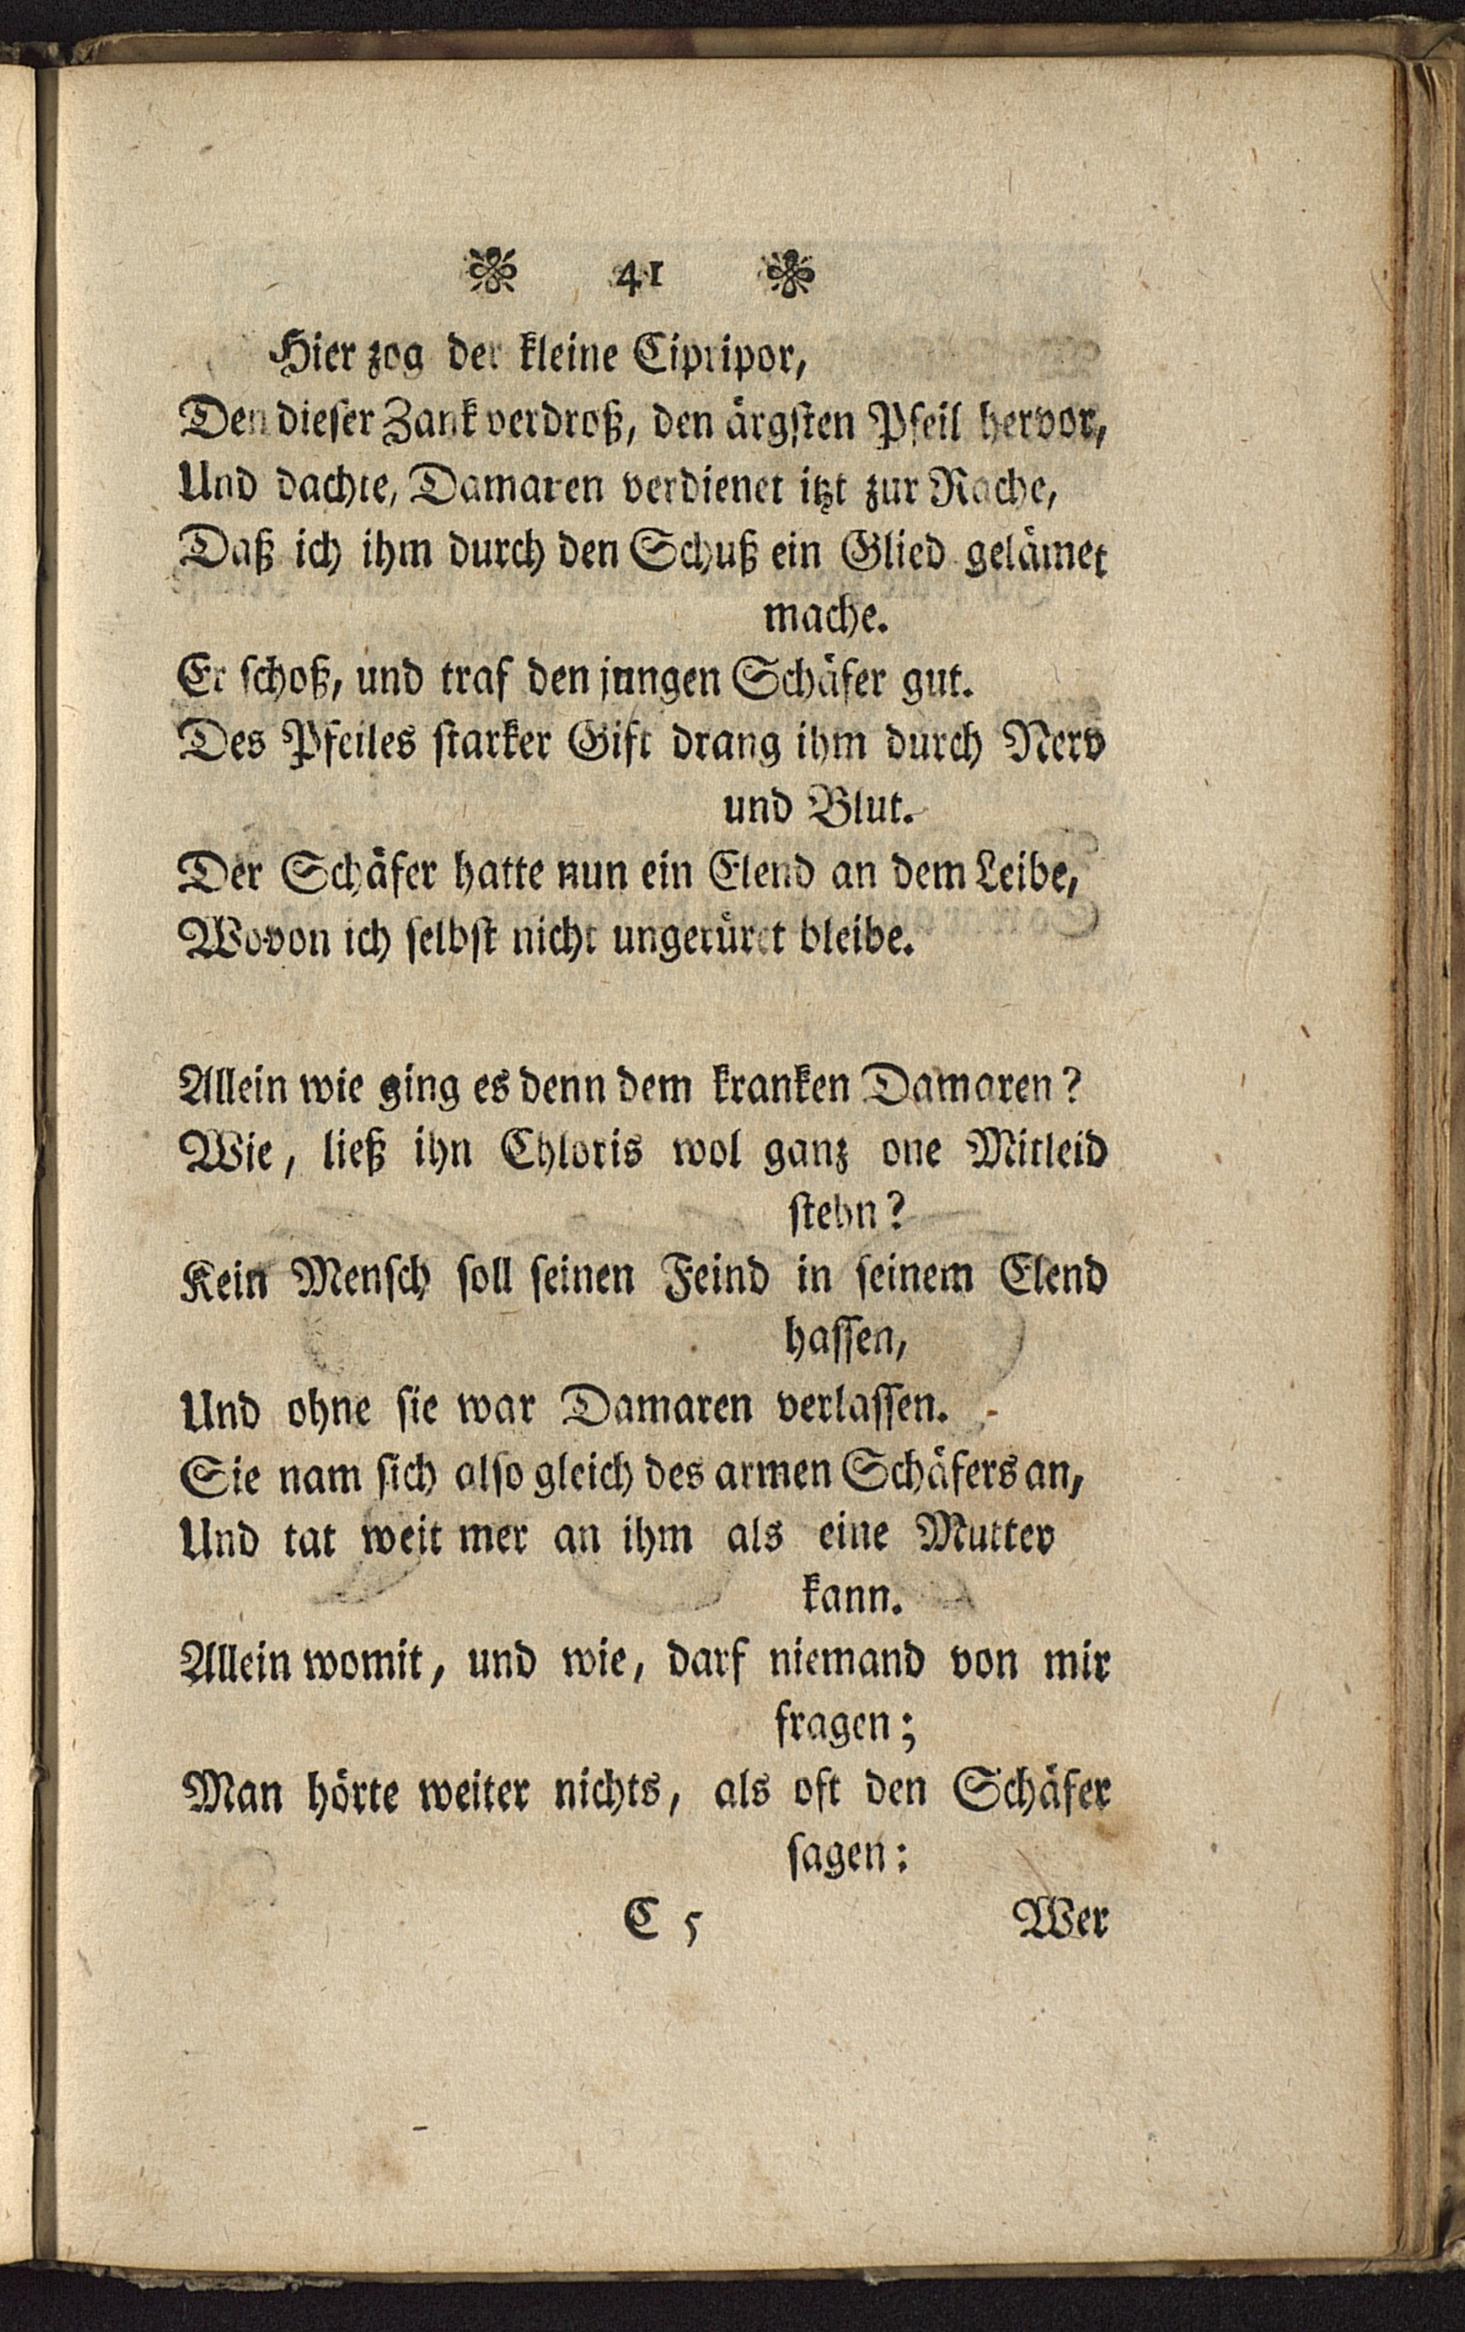 41
Hier zog der kleine Cipripor,
Den dieser Zank verdroß, den ärgsten Pfeil hervor,
Und dachte, Damaren verdienet itzt zur Rache,
Daß ich ihm durch den Schuß ein Glied gelämet
mache.
Er schoß, und traf den jungen Schäfer gut.
Des Pfeiles starker Gift drang ihm durch Nerv
und Blut.
Der Schäfer hatte nun ein Elend an dem Leibe,
Wovon ich selbst nicht ungerüret bleibe.
Allein wie ging es denn dem kranken Damaren?
Wie, ließ ihn Chloris wol ganz one Mitleid
stehn?
Kein Mensch soll seinen Feind in seinem Elend
hassen,
Und ohne sie war Damaren verlassen.
Sie nam sich also gleich des armen Schäfers an,
Und tat weit mer an ihm als eine Mutter
kann.
Allein womit, und wie, darf niemand von mir
fragen;
Man hörte weiter nichts, als oft den Schäfer
sagen:
C 5 Wer